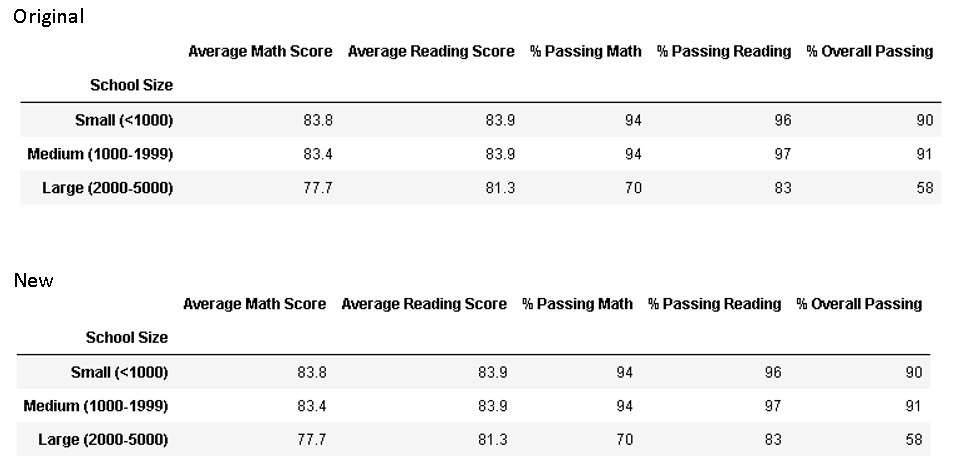 Original
Average Math Score Average Reading Score % Passing Math % Passing Reading % Overall Passing
School Size
Small (<1000) 83.8 83.9 94 96 90
Medium (1000-1999) 83.4 83.9 94 97 91
Large (2000-5000) 77.7 81.3 70 83 58
New
Average Math Score Average Reading Score % Passing Math % Passing Reading % Overall Passing
School Size
Small (<1000) 83.8 83.9 94 96 90
Medium (1000-1999) 83.4 83.9 94 97 91
Large (2000-5000) 77.7 81.3 70 83 58